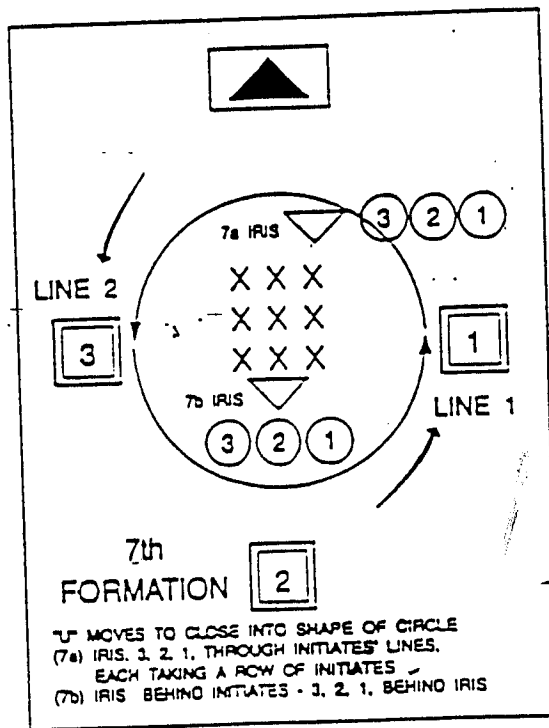 7a IRIS
3 2 1
X X X
LINE 2
X X X
3
1
X X X
7b IRIS
LINE 1
3 2 1
7th
FORMATION
2
"U" MOVES TO CLOSE INTO SHAPE OF CIRCLE
(7a) IRIS, 3, 2, 1, THROUGH INITIATES' LINES,
EACH TAKING A ROW OF INITIATES
(7b) IRIS BEHIND INITIATES - 3, 2, 1, BEHIND IRIS